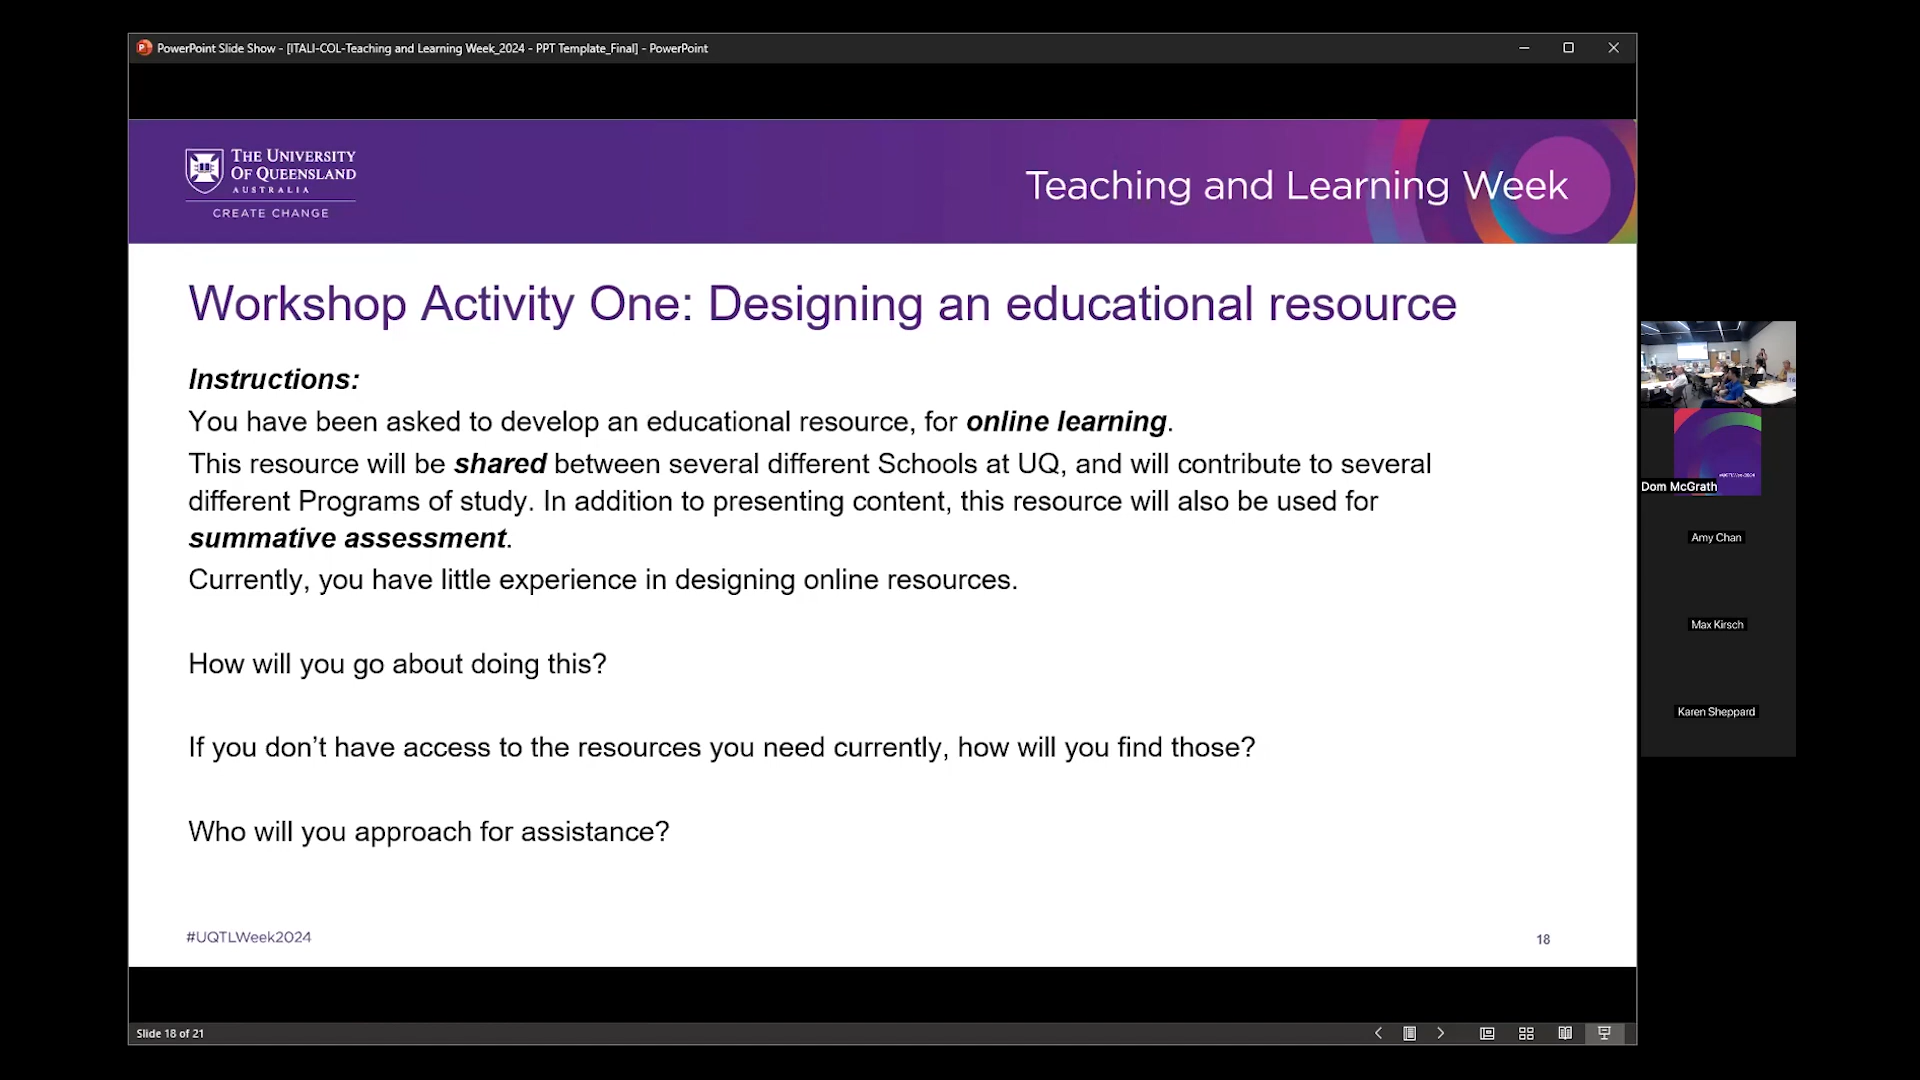 PowerPoint Slide Show - [ITALI-COL-Teaching and Learning Week_2024 - PPT Template_Final] - PowerPoint
THE UNIVERSITY
OF QUEENSLAND
AUSTRALIA
CREATE CHANGE
Teaching and Learning Week
Workshop Activity One: Designing an educational resource
Instructions:
You have been asked to develop an educational resource, for online learning.
This resource will be shared between several different Schools at UQ, and will contribute to several
different Programs of study. In addition to presenting content, this resource will also be used for
summative assessment.
Currently, you have little experience in designing online resources.
How will you go about doing this?
If you don’t have access to the resources you need currently, how will you find those?
Who will you approach for assistance?
#UQTLWeek2024
18
Slide 18 of 21
Dom McGrath
Amy Chan
Max Kirsch
Karen Sheppard